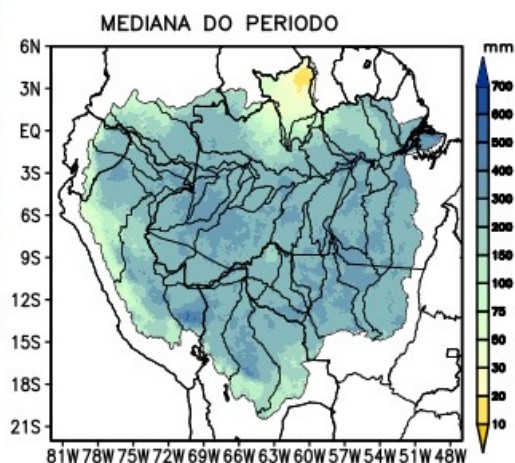 MEDIANA DO PERIODO
mm
6N
3N
EQ
3S
6S
9S
12S
15S
18S
21S
700
600
500
400
300
200
150
100
75
50
30
20
10
81W 78W 75W 72W 69W 66W 63W 60W 57W 54W 51W 48W